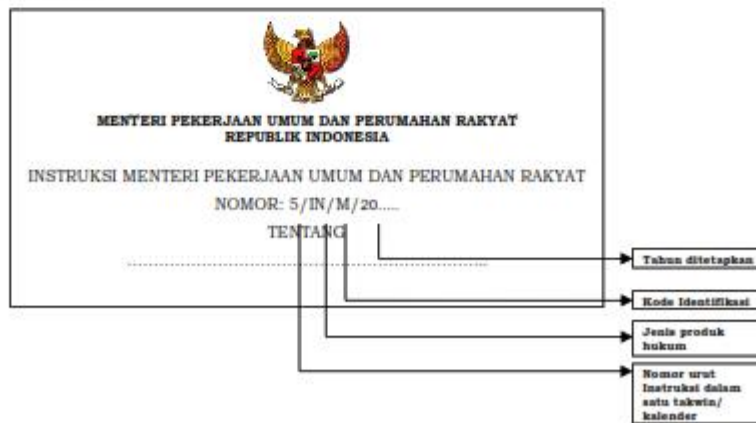 MENTERI PEKERJAAN UMUM DAN PERUMAHAN RAKYAT
REPUBLIK INDONESIA
INSTRUKSI MENTERI PEKERJAAN UMUM DAN PERUMAHAN RAKYAT
NOMOR: 5/IN/M/20.....
TENTANG
................................................................................
Tahun ditetapkan
Kode Identifikasi
Jenis produk
hukum
Nomor urut
Instruksi dalam
satu takwin/
kalender